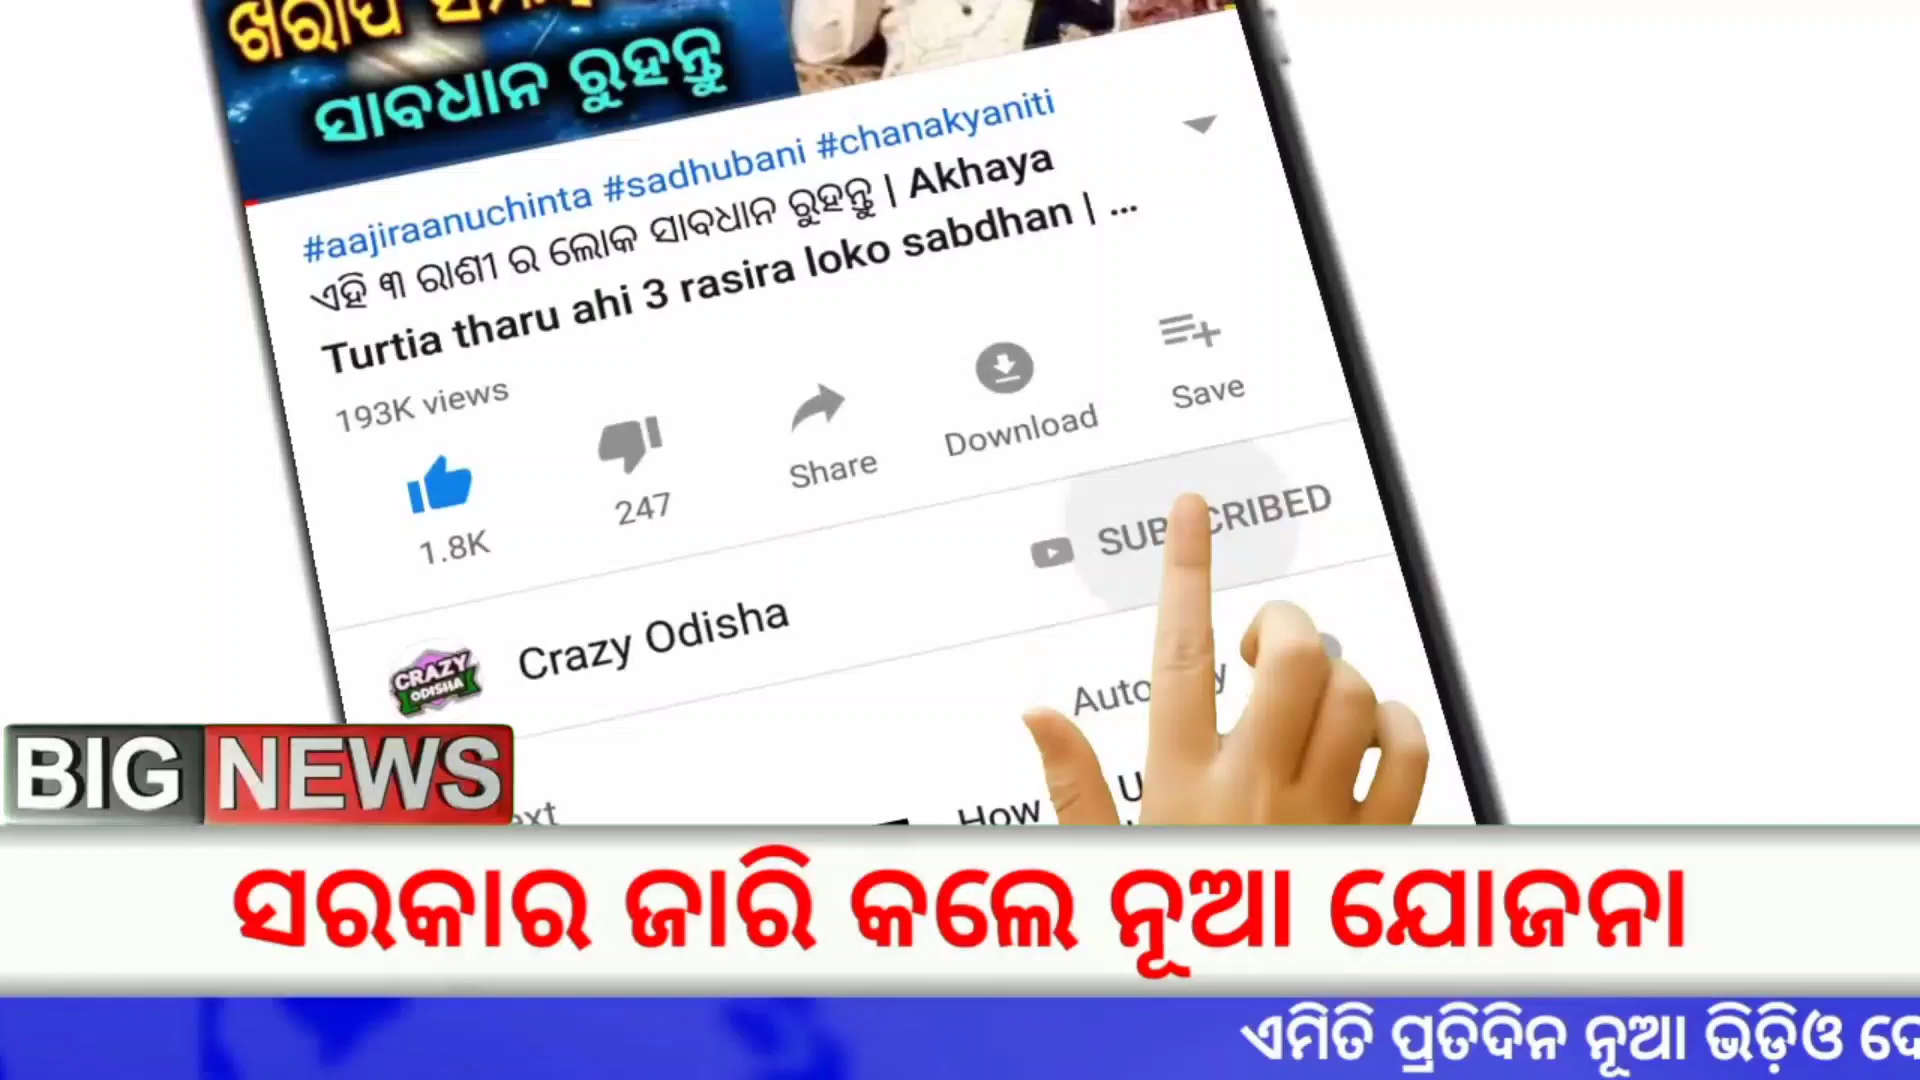 ଖରାପ
ସାବଧାନ ରୁହନ୍ତୁ
#aajiraanuchinta #sadhubani #chanakyaniti
ଏହି ୩ ରାଶୀ ର ଲୋକ ସାବଧାନ ରୁହନ୍ତୁ | Akhaya
Turtia tharu ahi 3 rasira loko sabdhan | ...
193K views
1.8K
247
Share
Download
Save
Crazy Odisha
SUBSCRIBED
CRAZY
ODISHA
How
BIG NEWS
ସରକାର ଜାରି କଲେ ନୂଆ ଯୋଜନା
ଏମିତି ପ୍ରତିଦିନ ନୂଆ ଭିଡ଼ିଓ